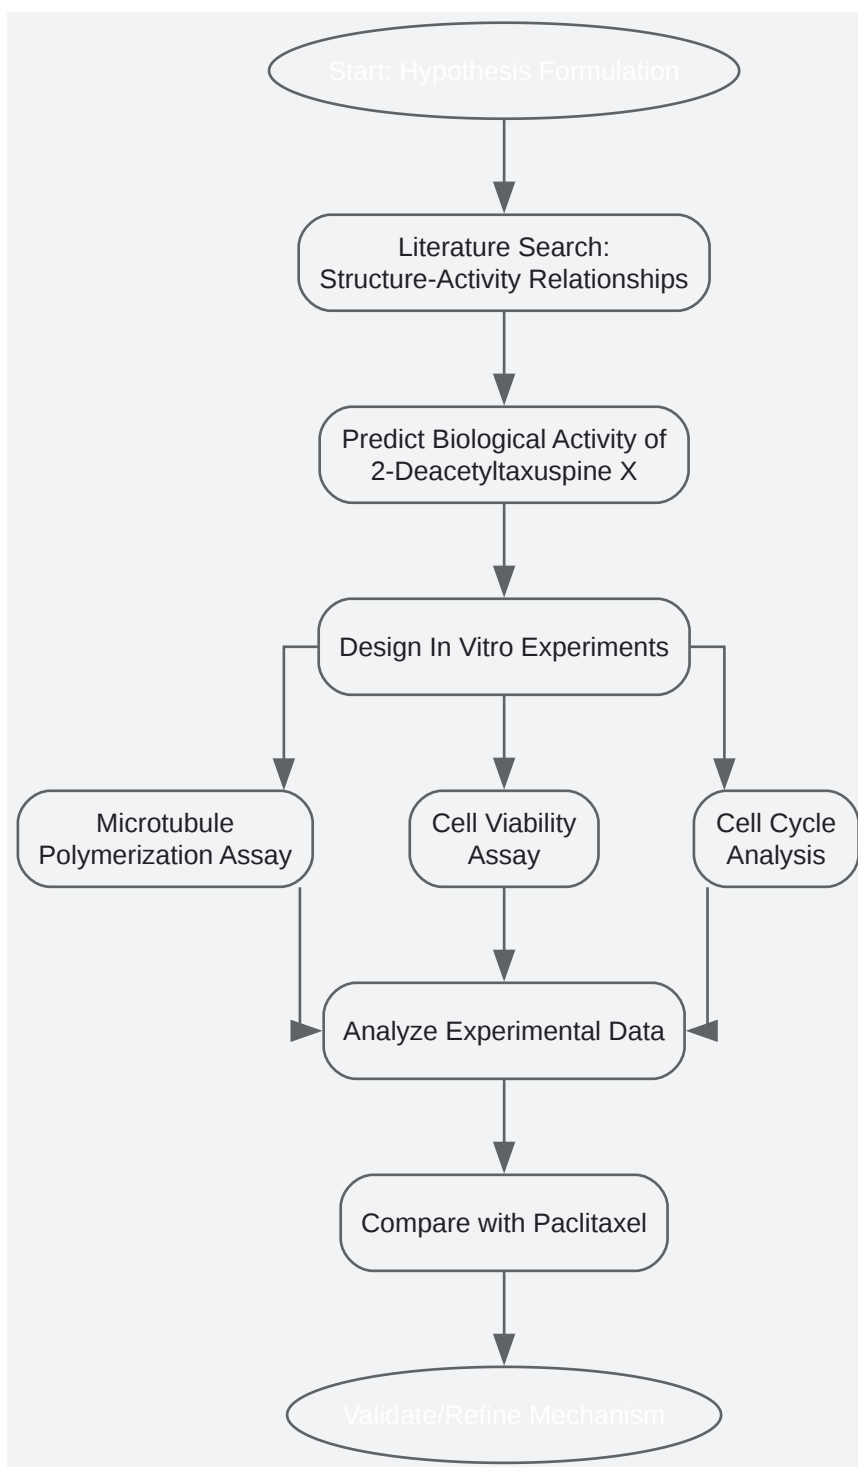 Start: Hypothesis Formulation
Literature Search:
Structure-Activity Relationships
Predict Biological Activity of
2-Deacetyltaxuspine X
Design In Vitro Experiments
Microtubule
Polymerization Assay
Cell Viability
Assay
Cell Cycle
Analysis
Analyze Experimental Data
Compare with Paclitaxel
Validate/Refine Mechanism